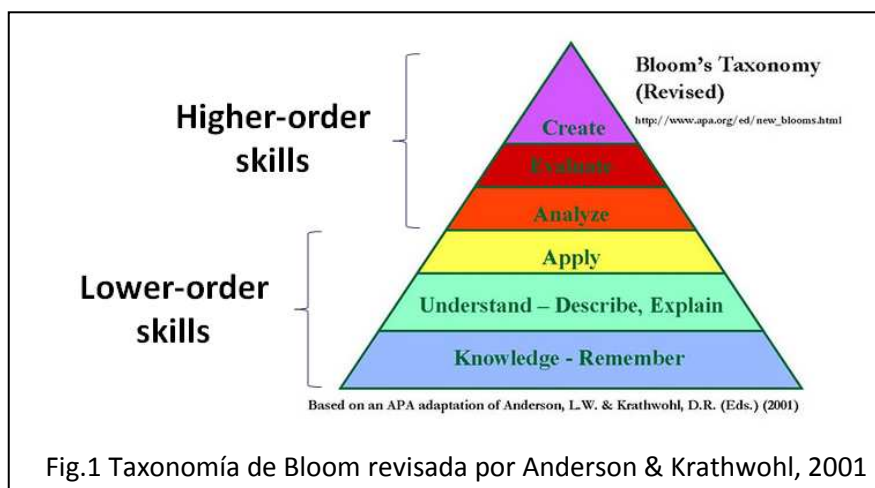 Bloom's Taxonomy
(Revised)
http://www.apa.org/ed/new_blooms.html
Higher-order
skills
Create
Evaluate
Analyze
Lower-order
skills
Apply
Understand – Describe, Explain
Knowledge - Remember
Based on an APA adaptation of Anderson, L.W. & Krathwohl, D.R. (Eds.) (2001)
Fig.1 Taxonomía de Bloom revisada por Anderson & Krathwohl, 2001